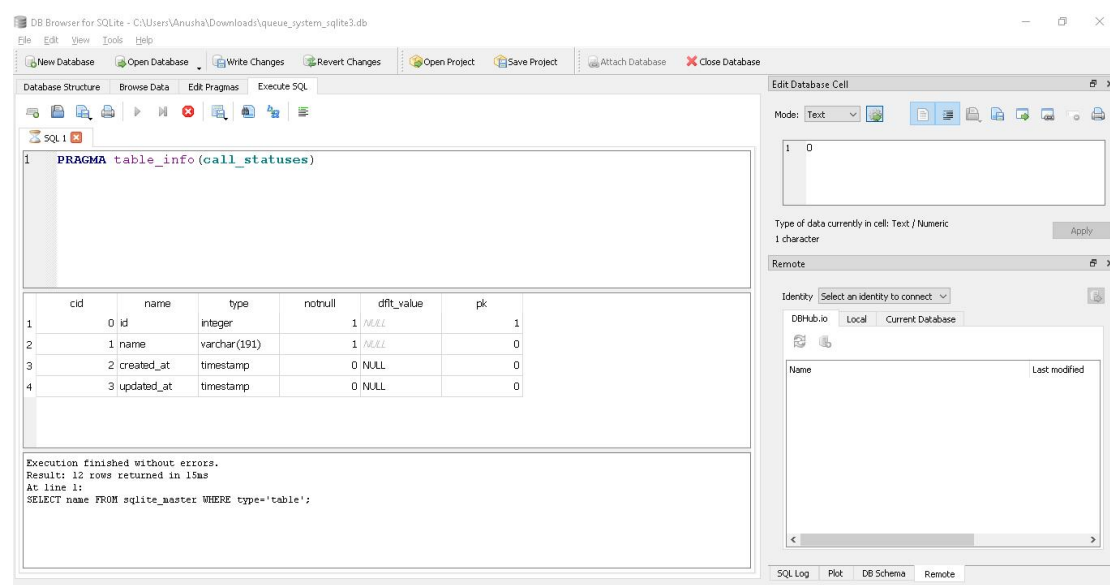 DB Browser for SQLite - C:\Users\Anusha\Downloads\queue_system_sqlite3.db
File Edit View Tools Help
New Database Open Database Write Changes Revert Changes Open Project Save Project Attach Database Close Database
Database Structure Browse Data Edit Pragmas Execute SQL
SQL 1
1 PRAGMA table_info(call_statuses)
cid name type notnull dflt_value pk
1 0 id integer 1 NULL 1
2 1 name varchar(191) 1 NULL 0
3 2 created_at timestamp 0 NULL 0
4 3 updated_at timestamp 0 NULL 0
Execution finished without errors.
Result: 12 rows returned in 15ms
At line 1:
SELECT name FROM sqlite_master WHERE type='table';
Edit Database Cell
Mode: Text
1 0
Type of data currently in cell: Text / Numeric
1 character
Apply
Remote
Identity Select an identity to connect
DBHub.io Local Current Database
Name Last modified
SQL Log Plot DB Schema Remote